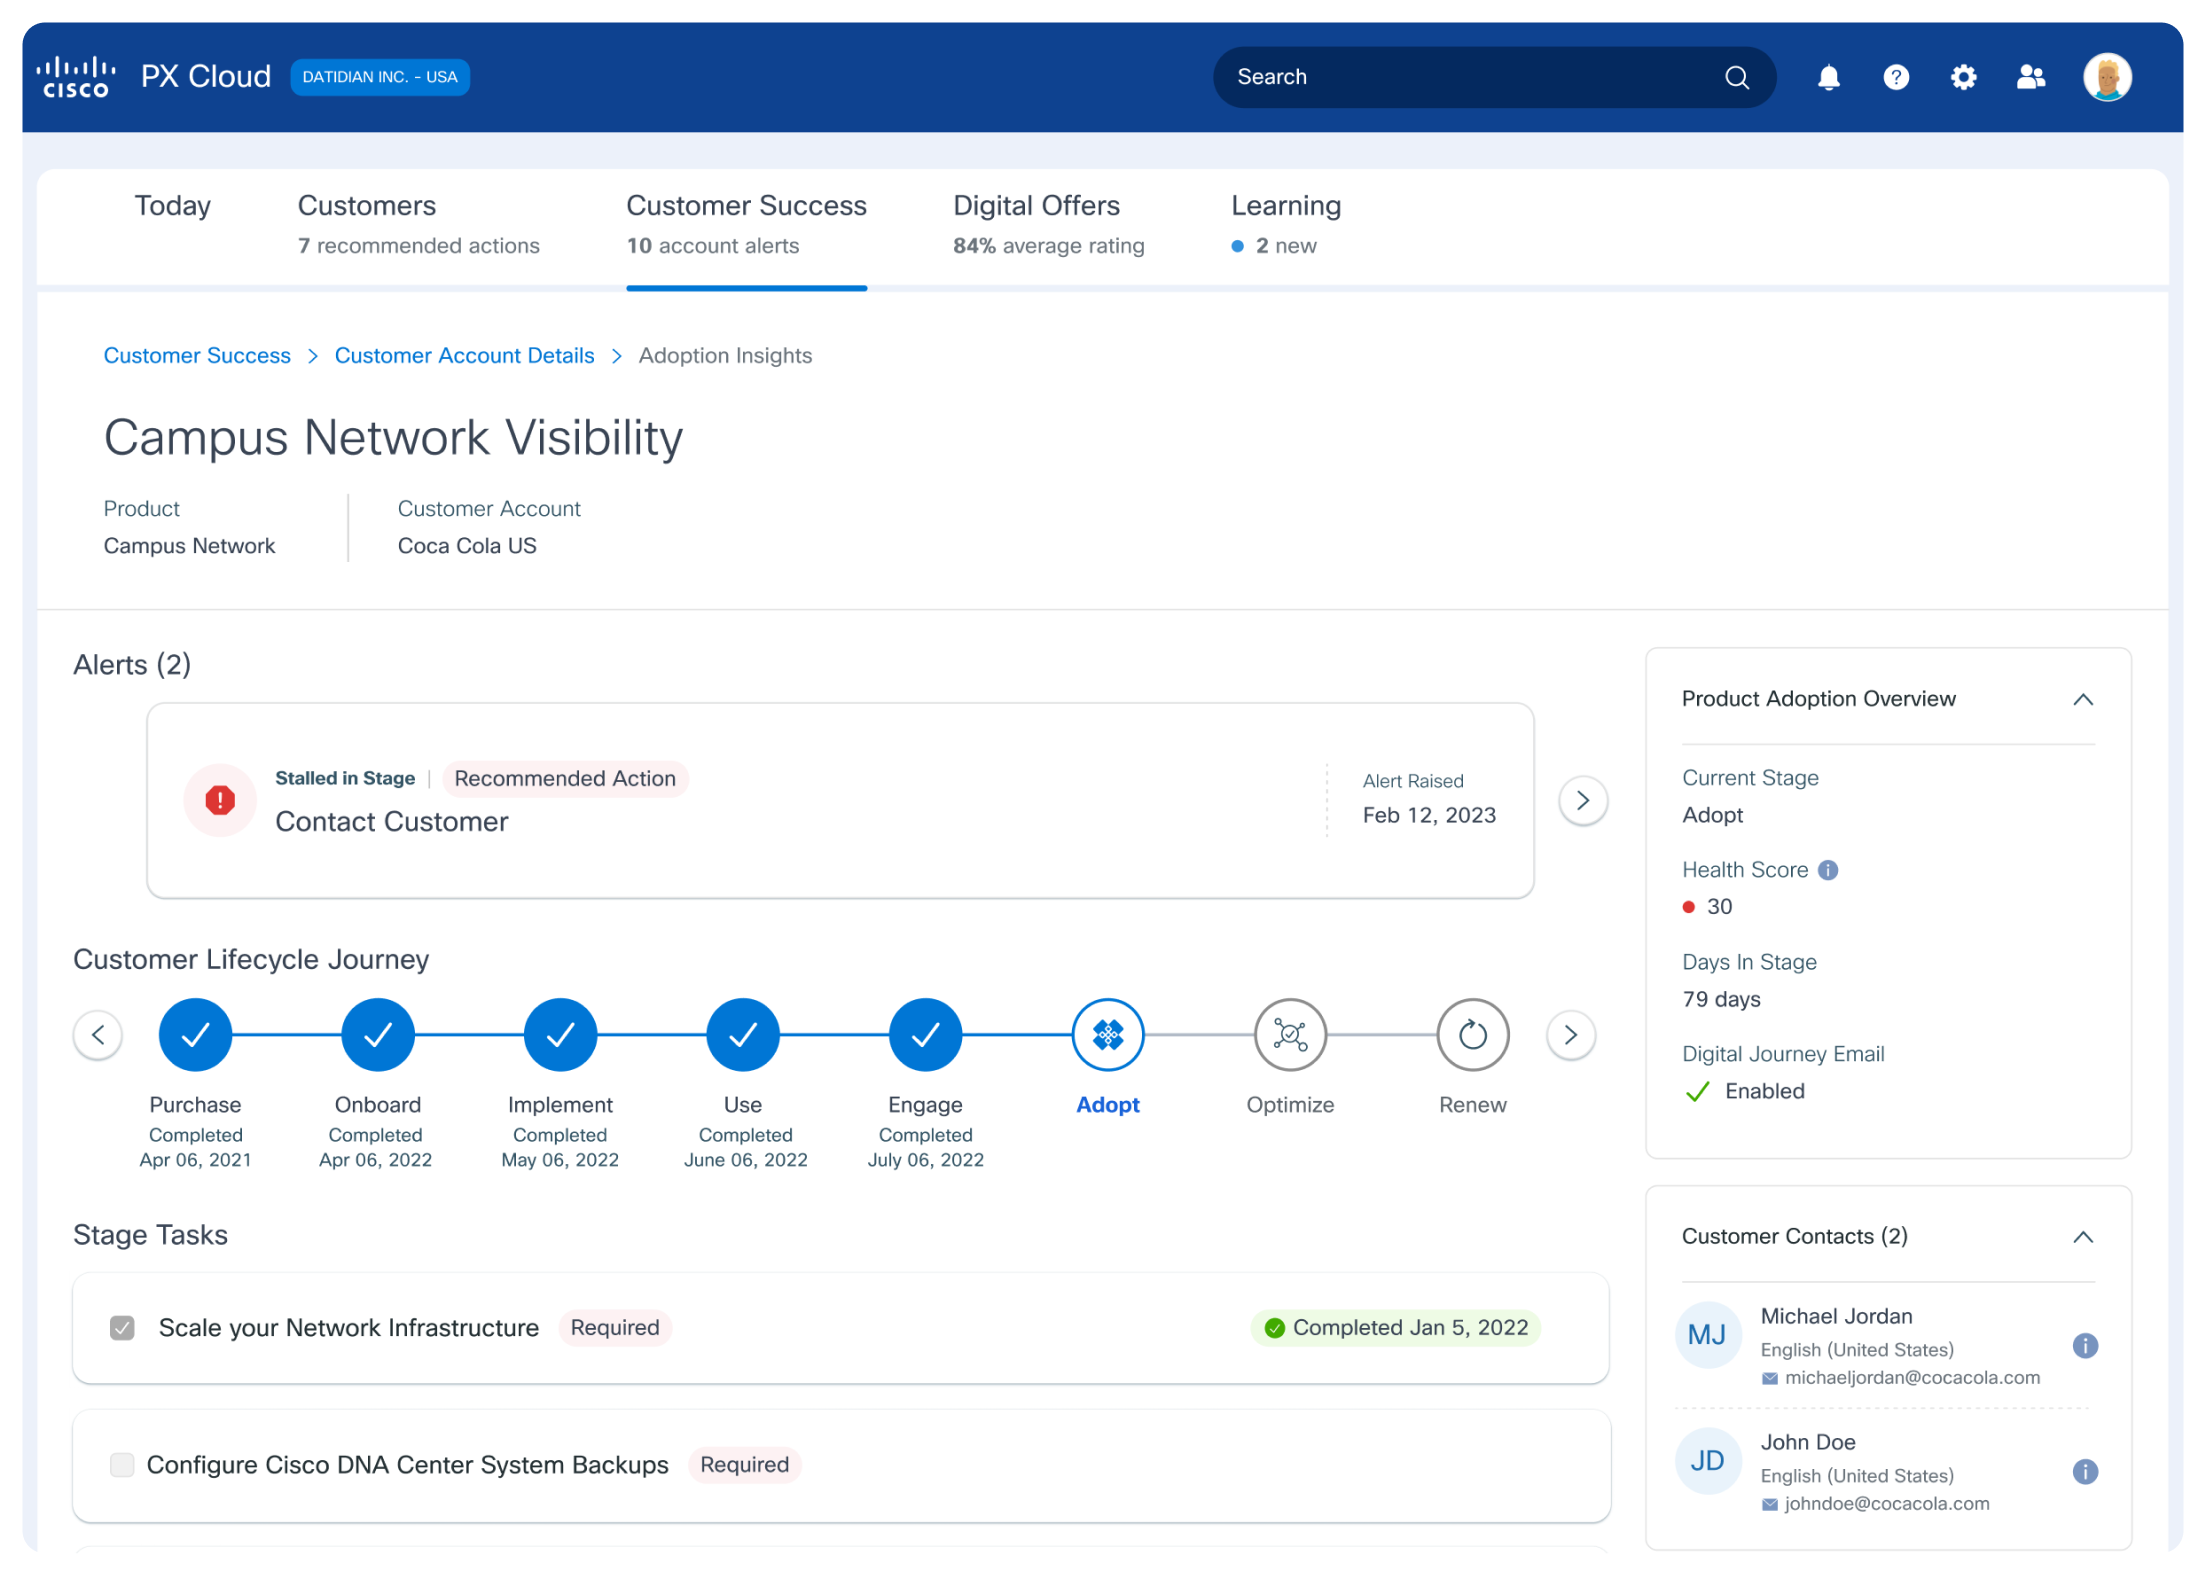 cisco PX Cloud DATIDIAN INC. - USA Search
Today Customers Customer Success Digital Offers Learning
7 recommended actions 10 account alerts 84% average rating 2 new
Customer Success > Customer Account Details > Adoption Insights
Campus Network Visibility
Product
Campus Network
Customer Account
Coca Cola US
Alerts (2)
Stalled in Stage | Recommended Action
Contact Customer
Alert Raised
Feb 12, 2023
Customer Lifecycle Journey
Purchase
Completed
Apr 06, 2021
Onboard
Completed
Apr 06, 2022
Implement
Completed
May 06, 2022
Use
Completed
June 06, 2022
Engage
Completed
July 06, 2022
Adopt
Optimize
Renew
Stage Tasks
Scale your Network Infrastructure Required Completed Jan 5, 2022
Configure Cisco DNA Center System Backups Required
Product Adoption Overview
Current Stage
Adopt
Health Score
30
Days In Stage
79 days
Digital Journey Email
Enabled
Customer Contacts (2)
MJ
Michael Jordan
English (United States)
michaeljordan@cocacola.com
JD
John Doe
English (United States)
johndoe@cocacola.com